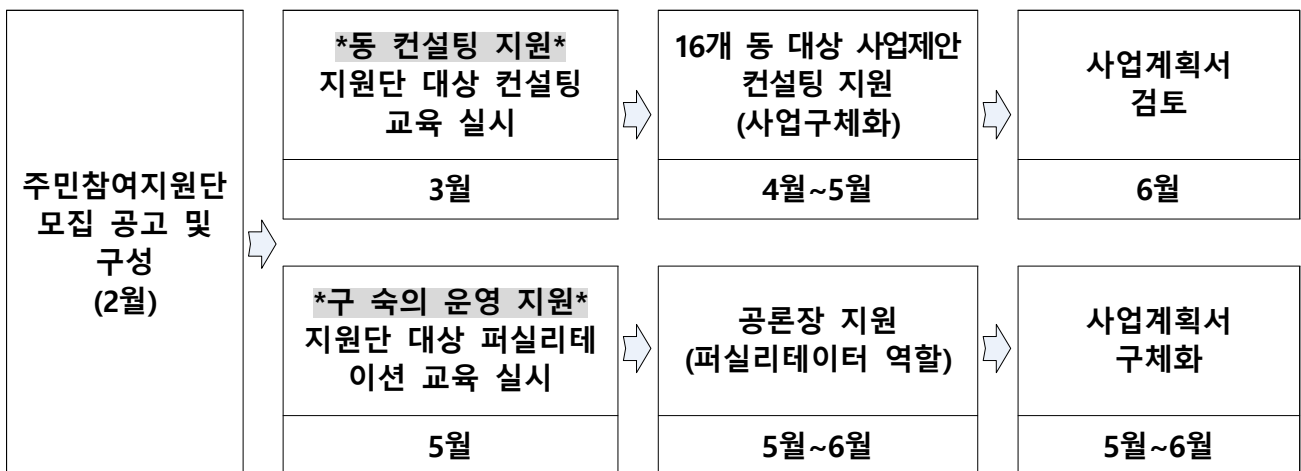 주민참여지원단
모집 공고 및
구성
(2월)
*동 컨설팅 지원*
지원단 대상 컨설팅
교육 실시
3월
16개 동 대상 사업제안
컨설팅 지원
(사업구체화)
4월~5월
사업계획서
검토
6월
*구 숙의 운영 지원*
지원단 대상 퍼실리테
이션 교육 실시
5월
공론장 지원
(퍼실리테이터 역할)
5월~6월
사업계획서
구체화
5월~6월